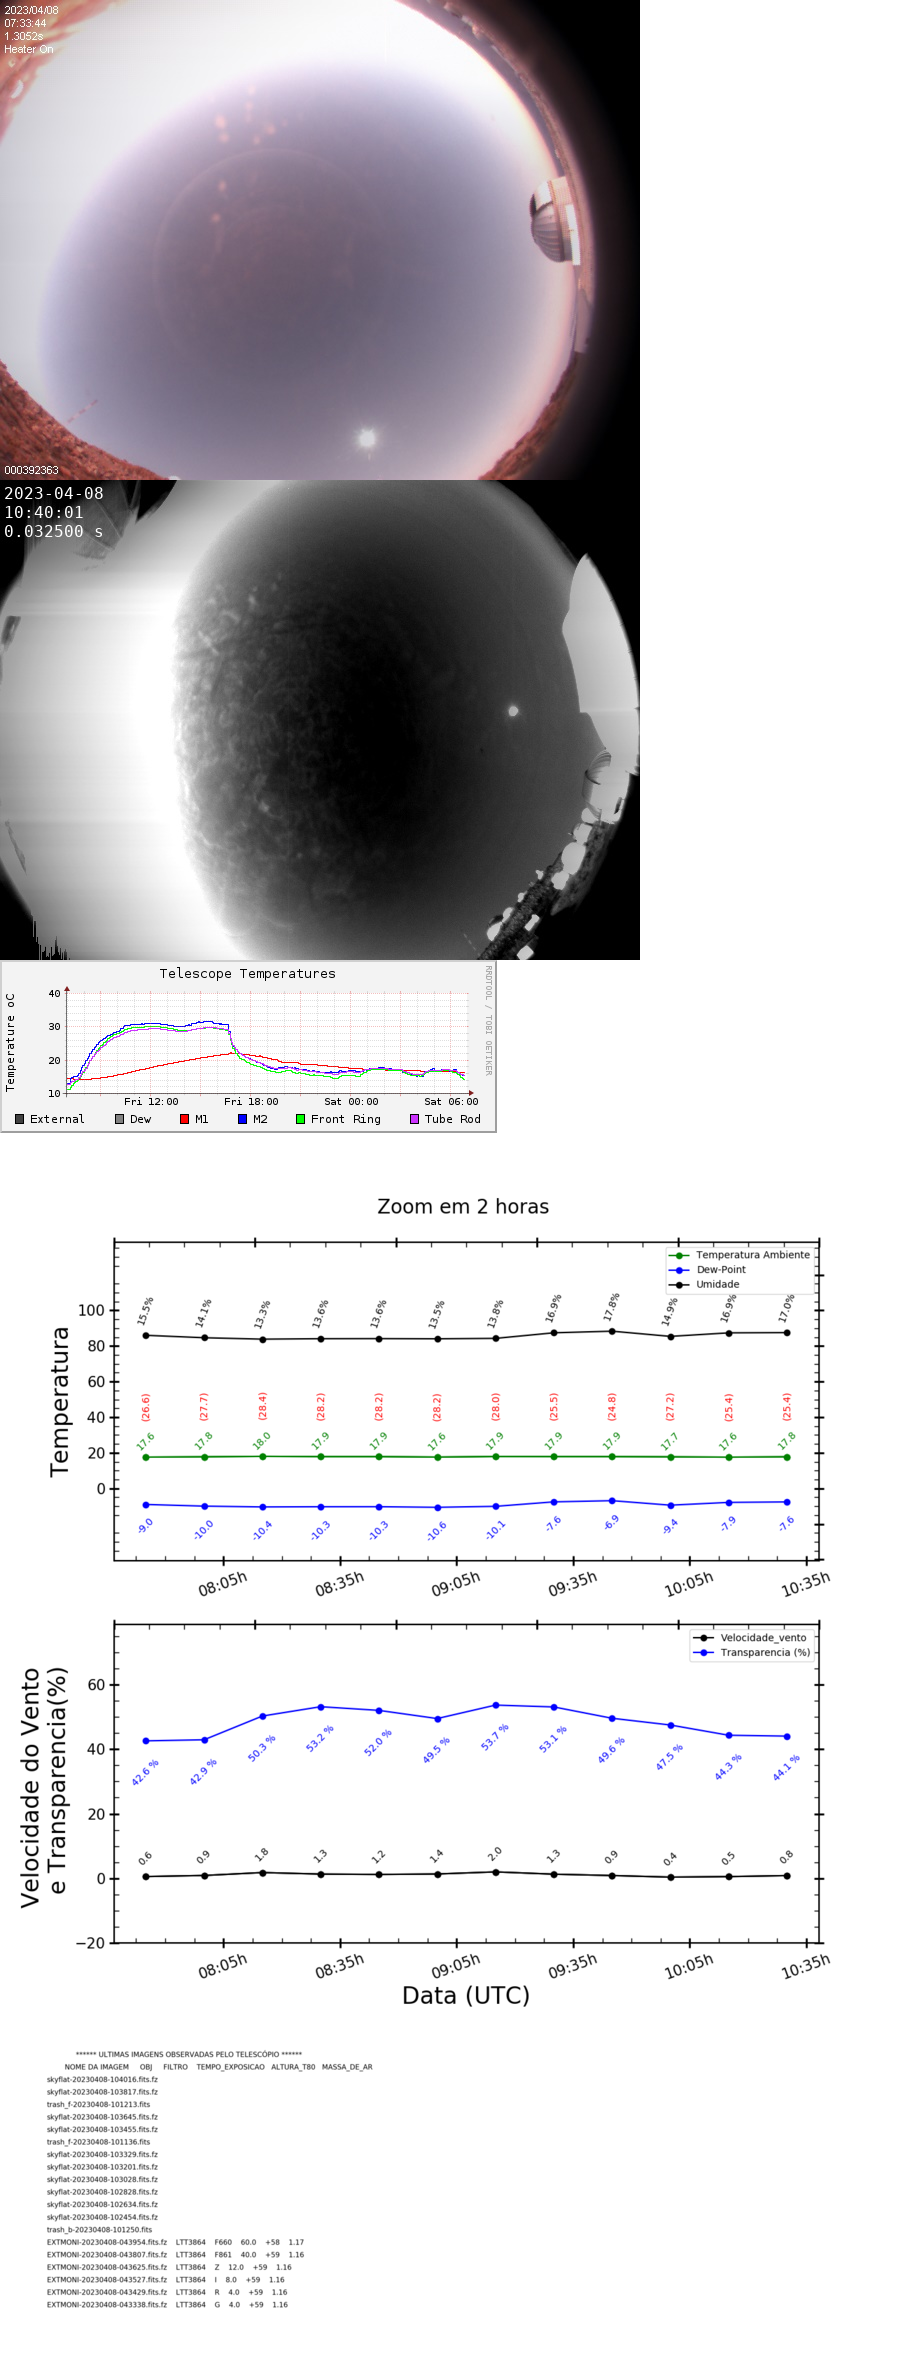 2023/04/08
07:33:44
1.3052s
Heater On
000392363
2023-04-08
10:40:01
0.032500 s
Telescope Temperatures
RRDTOOL / TOBI OETIKER
Temperature oC
40
30
20
10
Fri 12:00 Fri 18:00 Sat 00:00 Sat 06:00
External Dew M1 M2 Front Ring Tube Rod
Zoom em 2 horas
Temperatura Ambiente
Dew-Point
Umidade
Temperatura
100
80
60
40
20
0
15.5% 14.1% 13.3% 13.6% 13.6% 13.5% 13.8% 16.9% 17.8% 14.9% 16.9% 17.0%
(26.6) (27.7) (28.4) (28.2) (28.2) (28.2) (28.0) (25.5) (24.8) (27.2) (25.4) (25.4)
17.6 17.8 18.0 17.9 17.9 17.6 17.9 17.9 17.9 17.7 17.6 17.8
-9.0 -10.0 -10.4 -10.3 -10.3 -10.6 -10.1 -7.6 -6.9 -9.4 -7.9 -7.6
08:05h 08:35h 09:05h 09:35h 10:05h 10:35h
Velocidade_vento
Transparencia (%)
Velocidade do Vento
e Transparencia(%)
60
40
20
0
−20
42.6 % 42.9 % 50.3 % 53.2 % 52.0 % 49.5 % 53.7 % 53.1 % 49.6 % 47.5 % 44.3 % 44.1 %
0.6 0.9 1.8 1.3 1.2 1.4 2.0 1.3 0.9 0.4 0.5 0.8
08:05h 08:35h 09:05h 09:35h 10:05h 10:35h
Data (UTC)
****** ULTIMAS IMAGENS OBSERVADAS PELO TELESCÓPIO ******
NOME DA IMAGEM OBJ FILTRO TEMPO_EXPOSICAO ALTURA_T80 MASSA_DE_AR
skyflat-20230408-104016.fits.fz
skyflat-20230408-103817.fits.fz
trash_f-20230408-101213.fits
skyflat-20230408-103645.fits.fz
skyflat-20230408-103455.fits.fz
trash_f-20230408-101136.fits
skyflat-20230408-103329.fits.fz
skyflat-20230408-103201.fits.fz
skyflat-20230408-103028.fits.fz
skyflat-20230408-102828.fits.fz
skyflat-20230408-102634.fits.fz
skyflat-20230408-102454.fits.fz
trash_b-20230408-101250.fits
EXTMONI-20230408-043954.fits.fz LTT3864 F660 60.0 +58 1.17
EXTMONI-20230408-043807.fits.fz LTT3864 F861 40.0 +59 1.16
EXTMONI-20230408-043625.fits.fz LTT3864 Z 12.0 +59 1.16
EXTMONI-20230408-043527.fits.fz LTT3864 I 8.0 +59 1.16
EXTMONI-20230408-043429.fits.fz LTT3864 R 4.0 +59 1.16
EXTMONI-20230408-043338.fits.fz LTT3864 G 4.0 +59 1.16